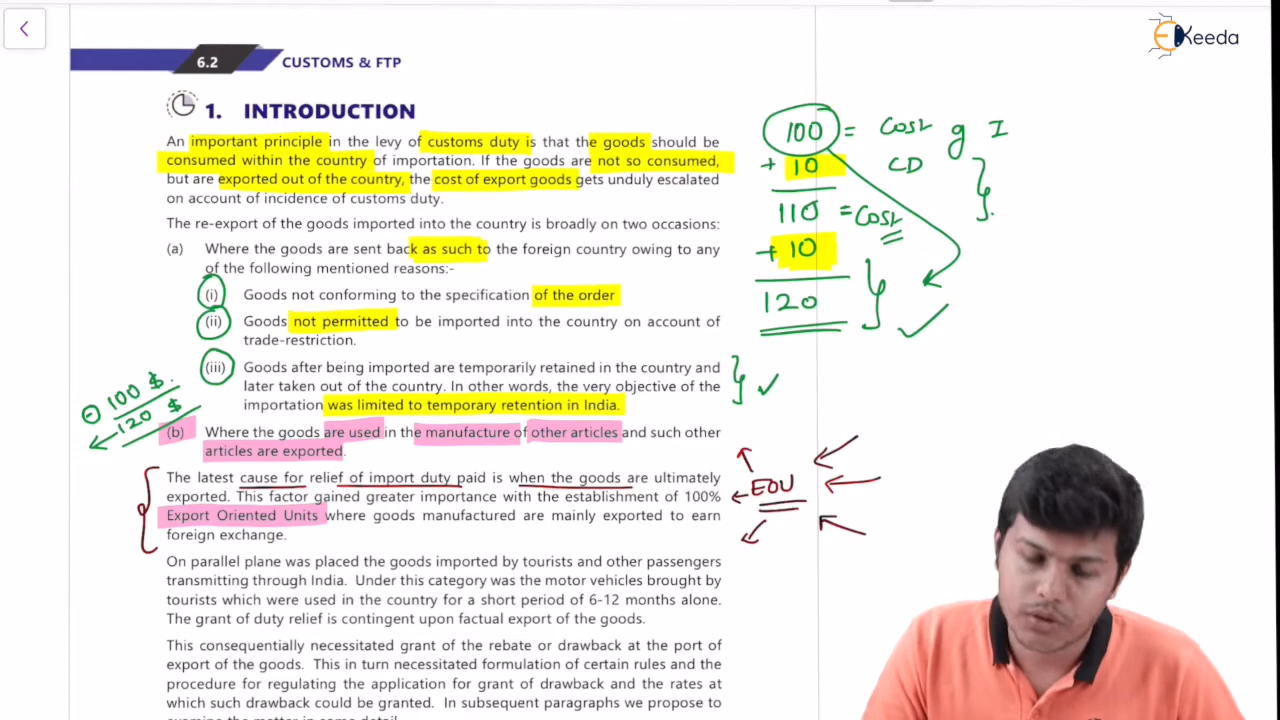 Keeda
6.2 CUSTOMS & FTP
1. INTRODUCTION
An important principle in the levy of customs duty is that the goods should be
consumed within the country of importation. If the goods are not so consumed,
but are exported out of the country, the cost of export goods gets unduly escalated
on account of incidence of customs duty.
The re-export of the goods imported into the country is broadly on two occasions:
(a) Where the goods are sent back as such to the foreign country owing to any
of the following mentioned reasons:-
(i) Goods not conforming to the specification of the order
(ii) Goods not permitted to be imported into the country on account of
trade-restriction.
(iii) Goods after being imported are temporarily retained in the country and
later taken out of the country. In other words, the very objective of the
importation was limited to temporary retention in India.
(b) Where the goods are used in the manufacture of other articles and such other
articles are exported.
The latest cause for relief of import duty paid is when the goods are ultimately
exported. This factor gained greater importance with the establishment of 100%
Export Oriented Units where goods manufactured are mainly exported to earn
foreign exchange.
On parallel plane was placed the goods imported by tourists and other passengers
transmitting through India. Under this category was the motor vehicles brought by
tourists which were used in the country for a short period of 6-12 months alone.
The grant of duty relief is contingent upon factual export of the goods.
This consequentially necessitated grant of the rebate or drawback at the port of
export of the goods. This in turn necessitated formulation of certain rules and the
procedure for regulating the application for grant of drawback and the rates at
which such drawback could be granted. In subsequent paragraphs we propose to
100 = Cost g I
+ 10 CD
110 = Cost
+ 10
120
100 $.
120 $
EOU